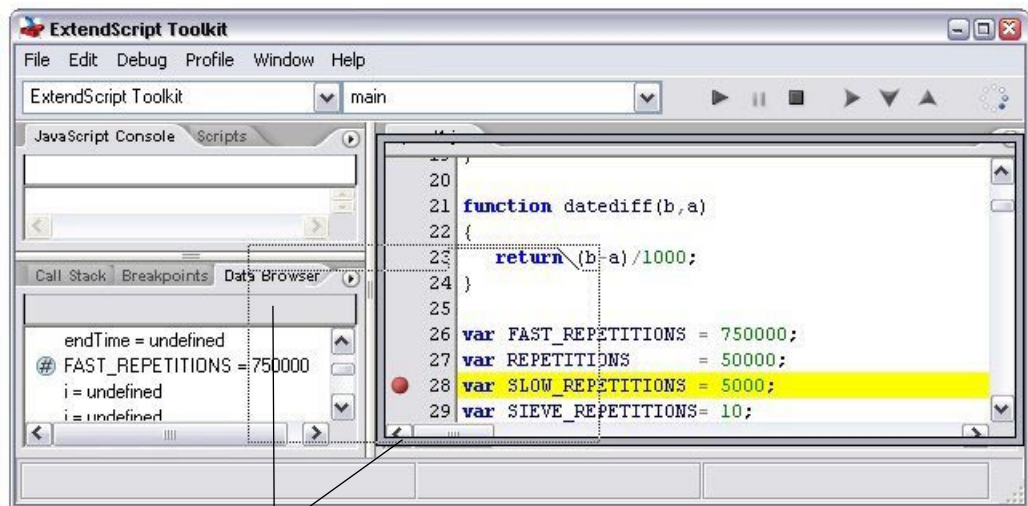 ExtendScript Toolkit
File Edit Debug Profile Window Help
ExtendScript Toolkit main
JavaScript Console Scripts
Call Stack Breakpoints Data Browser
endTime = undefined
# FAST_REPETITIONS = 750000
i = undefined
i = undefined
19 }
20
21 function datediff(b,a)
22 {
23 return (b-a)/1000;
24 }
25
26 var FAST_REPETITIONS = 750000;
27 var REPETITIONS = 50000;
28 var SLOW_REPETITIONS = 5000;
29 var SIEVE_REPETITIONS= 10;